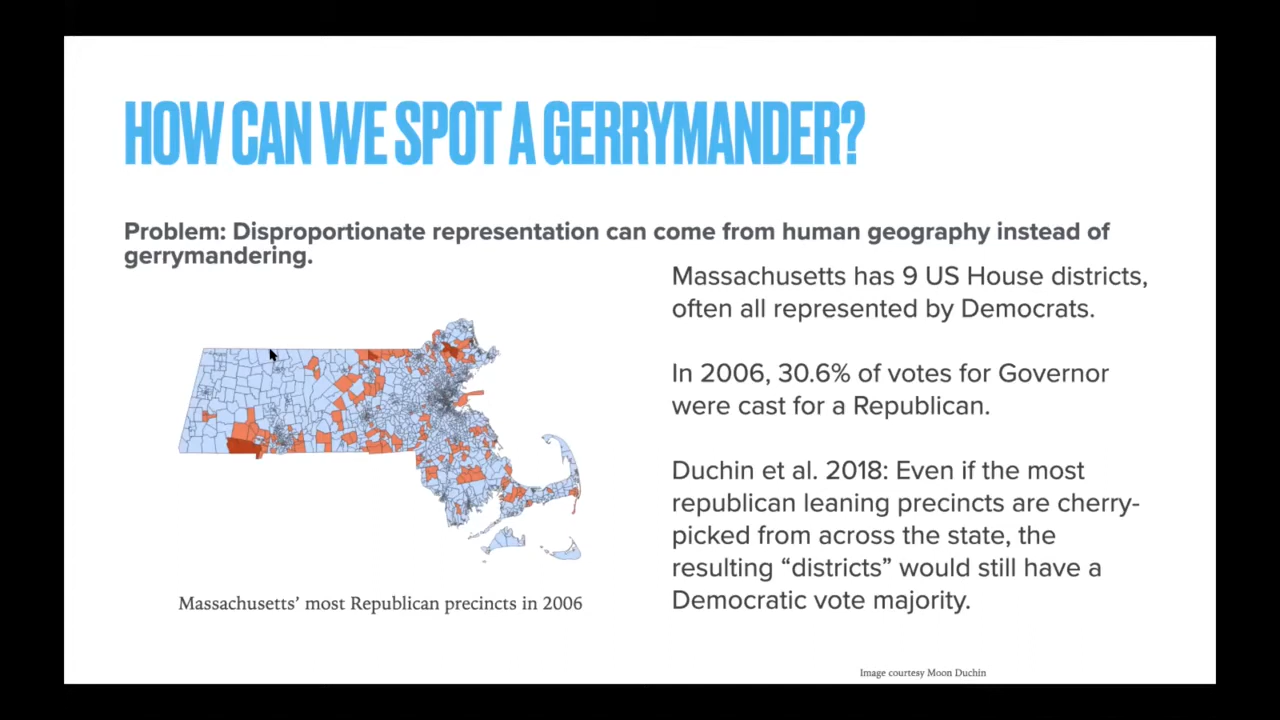 HOW CAN WE SPOT A GERRYMANDER?
Problem: Disproportionate representation can come from human geography instead of
gerrymandering.
Massachusetts has 9 US House districts,
often all represented by Democrats.
In 2006, 30.6% of votes for Governor
were cast for a Republican.
Duchin et al. 2018: Even if the most
republican leaning precincts are cherry-
picked from across the state, the
resulting “districts” would still have a
Democratic vote majority.
Massachusetts’ most Republican precincts in 2006
Image courtesy Moon Duchin